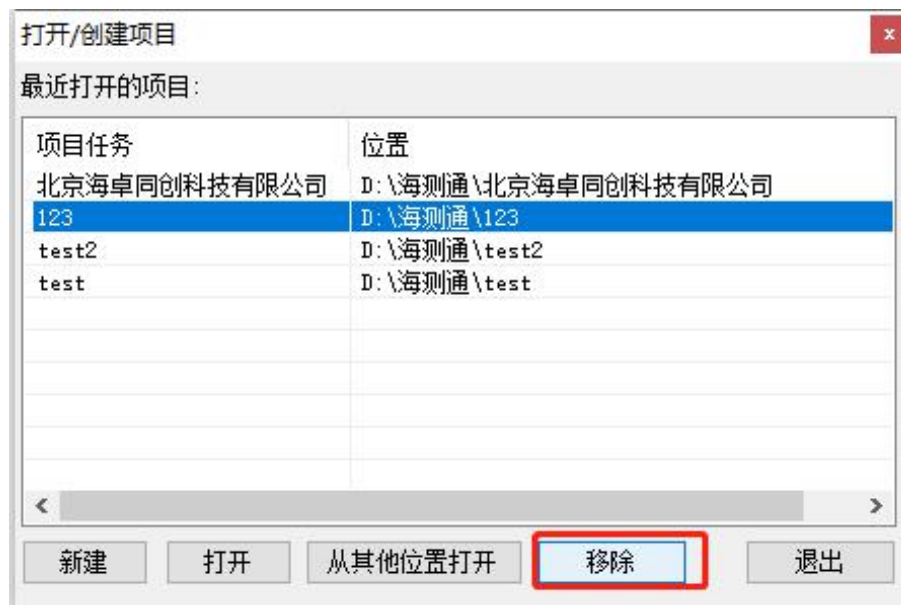 打开/创建项目
x
最近打开的项目:
项目任务 位置
北京海卓同创科技有限公司 D:\海测通\北京海卓同创科技有限公司
123 D:\海测通\123
test2 D:\海测通\test2
test D:\海测通\test
新建 打开 从其他位置打开 移除 退出